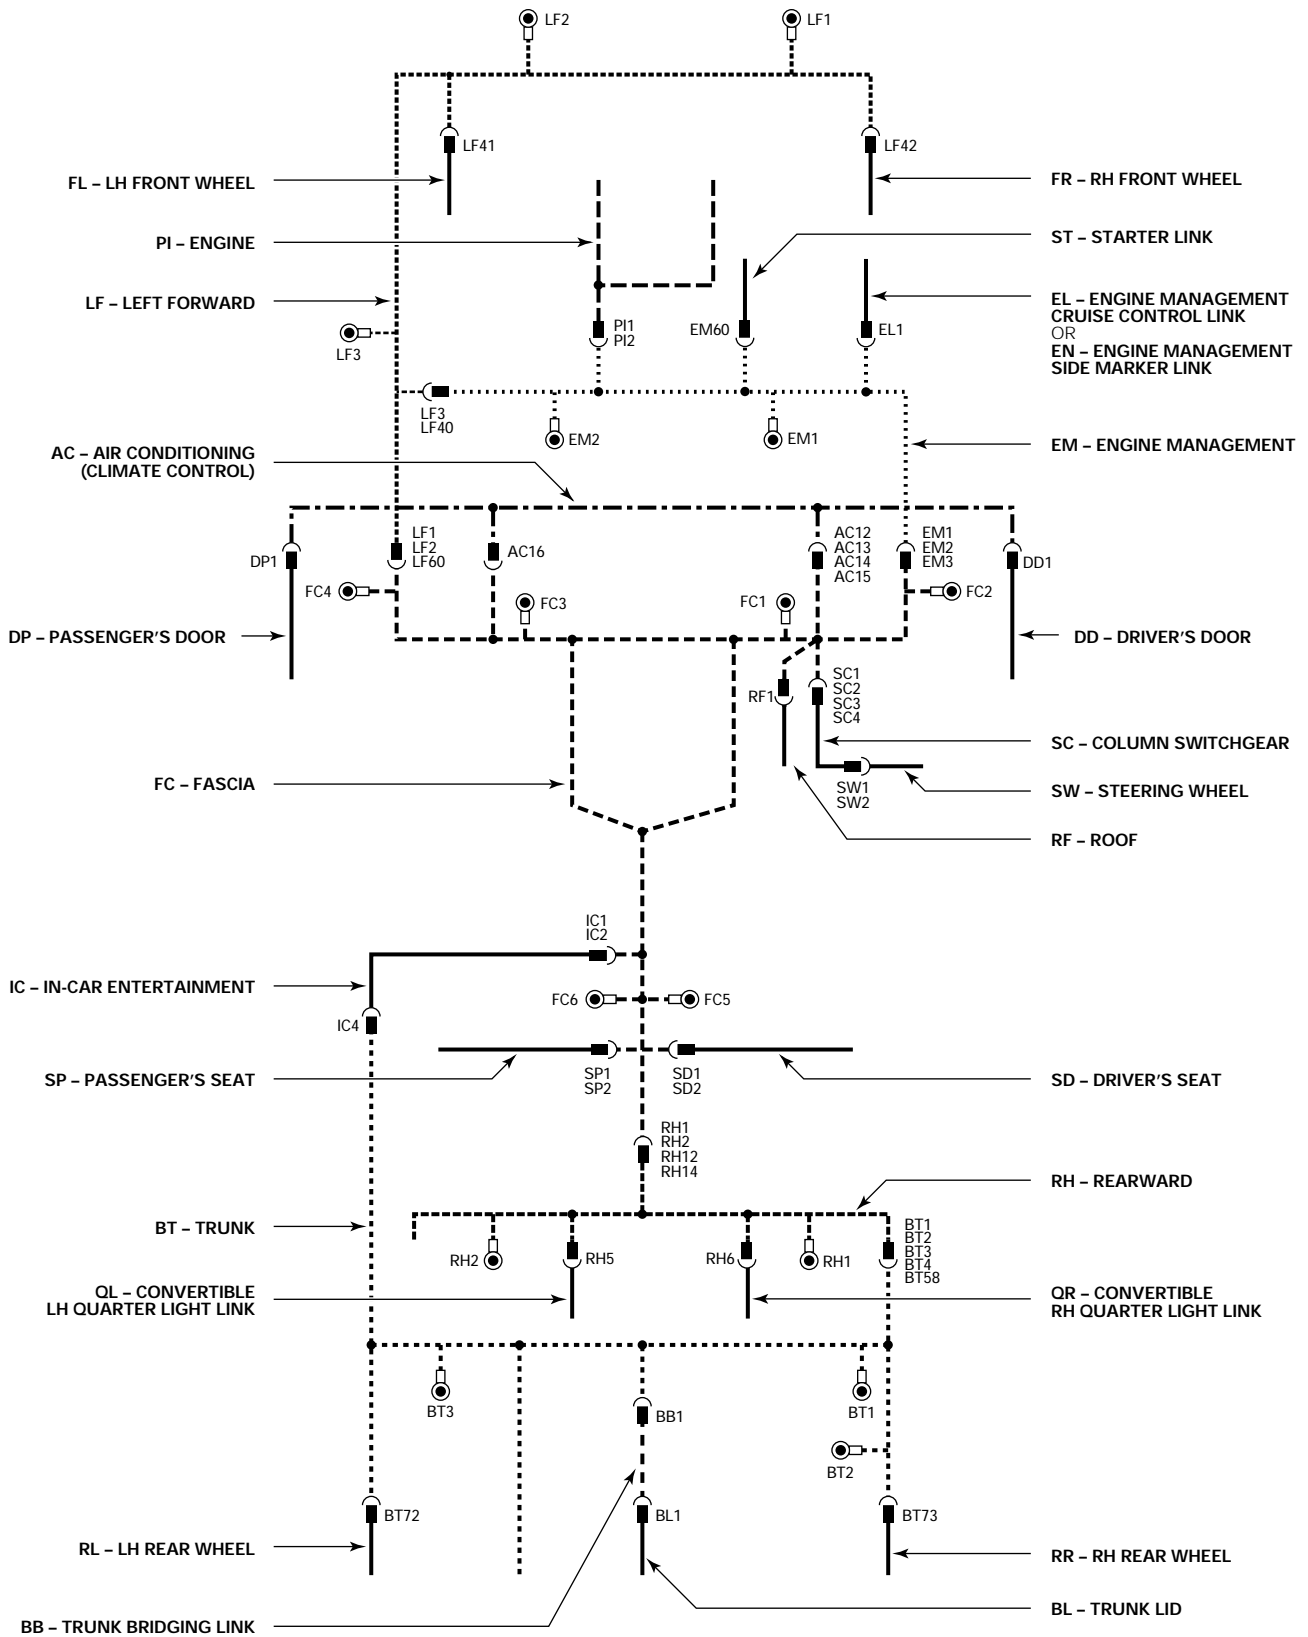 LF2
LF1
LF41
LF42
FL – LH FRONT WHEEL
FR – RH FRONT WHEEL
PI – ENGINE
ST – STARTER LINK
LF – LEFT FORWARD
EL – ENGINE MANAGEMENT
CRUISE CONTROL LINK
OR
EN – ENGINE MANAGEMENT
SIDE MARKER LINK
PI1
PI2
EM60
EL1
LF3
LF3
LF40
EM2
EM1
AC – AIR CONDITIONING
(CLIMATE CONTROL)
EM – ENGINE MANAGEMENT
DP1
LF1
LF2
LF60
AC16
AC12
AC13
AC14
AC15
EM1
EM2
EM3
DD1
FC4
FC3
FC1
FC2
DP – PASSENGER'S DOOR
DD – DRIVER'S DOOR
RF1
SC1
SC2
SC3
SC4
SC – COLUMN SWITCHGEAR
FC – FASCIA
SW1
SW2
SW – STEERING WHEEL
RF – ROOF
IC1
IC2
IC – IN-CAR ENTERTAINMENT
FC6
FC5
IC4
SP – PASSENGER'S SEAT
SP1
SP2
SD1
SD2
SD – DRIVER'S SEAT
RH1
RH2
RH12
RH14
RH – REARWARD
BT – TRUNK
RH2
RH5
RH6
RH1
BT1
BT2
BT3
BT4
BT58
QL – CONVERTIBLE
LH QUARTER LIGHT LINK
QR – CONVERTIBLE
RH QUARTER LIGHT LINK
BT3
BB1
BT1
BT2
BT72
BL1
BT73
RL – LH REAR WHEEL
RR – RH REAR WHEEL
BB – TRUNK BRIDGING LINK
BL – TRUNK LID